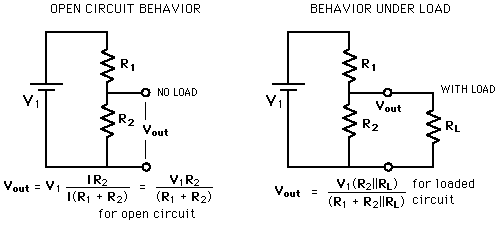 OPEN CIRCUIT BEHAVIOR
R1
NO LOAD
V1
R2
Vout
Vout = V1 IR2 / I(R1 + R2) = V1R2 / (R1 + R2)
for open circuit
BEHAVIOR UNDER LOAD
R1
WITH LOAD
V1
Vout
R2
RL
Vout = V1(R2||RL) / (R1 + R2||RL) for loaded
circuit